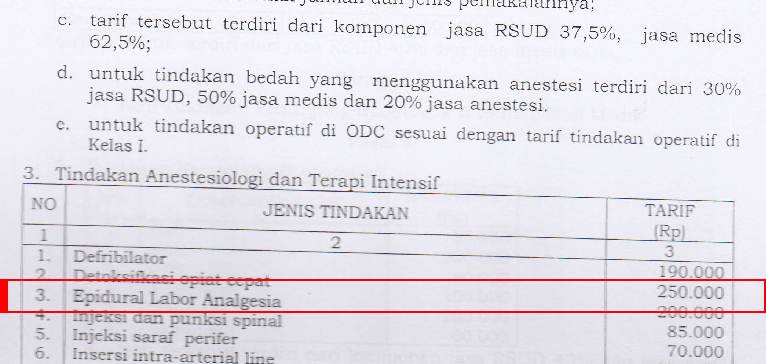 dan jenis pemakaiannya;
c. tarif tersebut terdiri dari komponen jasa RSUD 37,5%, jasa medis
62,5%;
d. untuk tindakan bedah yang menggunakan anestesi terdiri dari 30%
jasa RSUD, 50% jasa medis dan 20% jasa anestesi.
e. untuk tindakan operatif di ODC sesuai dengan tarif tindakan operatif di
Kelas I.
3. Tindakan Anestesiologi dan Terapi Intensif
NO JENIS TINDAKAN TARIF
(Rp)
1 2 3
1. Defribilator 190.000
2. Detoksifkasi opiat cepat 250.000
3. Epidural Labor Analgesia 200.000
4. Injeksi dan punksi spinal 85.000
5. Injeksi saraf perifer 70.000
6. Insersi intra-arterial line